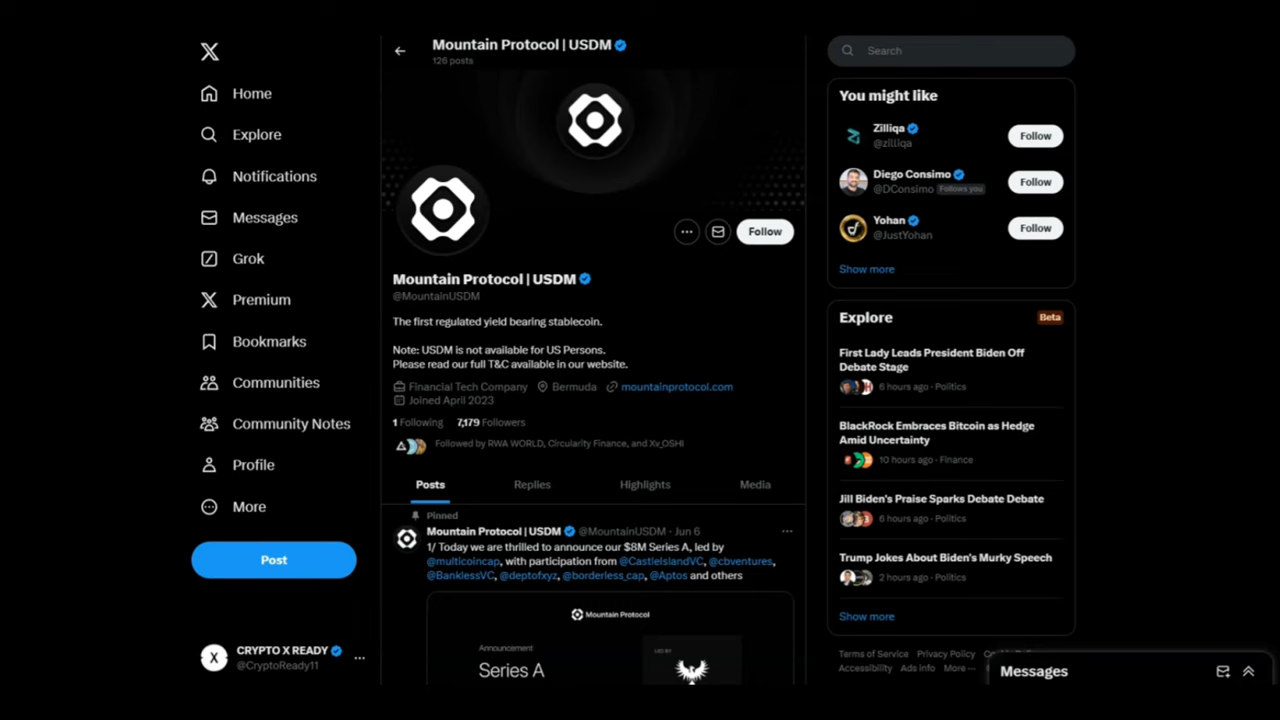 Home
Explore
Notifications
Messages
Grok
Premium
Bookmarks
Communities
Community Notes
Profile
More
Post
CRYPTO X READY
@CryptoReady11
Mountain Protocol | USDM
126 posts
Follow
Mountain Protocol | USDM
@MountainUSDM
The first regulated yield bearing stablecoin.
Note: USDM is not available for US Persons.
Please read our full T&C available in our website.
Financial Tech Company Bermuda mountainprotocol.com
Joined April 2023
1 Following 7,179 Followers
Followed by RWA WORLD, Circularity Finance, and Xv_OSHI
Posts Replies Highlights Media
Pinned
Mountain Protocol | USDM @MountainUSDM · Jun 6
1/ Today we are thrilled to announce our $8M Series A, led by
@multicoincap, with participation from @CastleIslandVC, @cbventures,
@BanklessVC, @deptofxyz, @borderless_cap, @Aptos and others
Mountain Protocol
Announcement
Series A
LED BY
Search
You might like
Zilliqa
@zilliqa
Follow
Diego Consimo
@DConsimo Follows you
Follow
Yohan
@JustYohan
Follow
Show more
Explore Beta
First Lady Leads President Biden Off
Debate Stage
6 hours ago · Politics
BlackRock Embraces Bitcoin as Hedge
Amid Uncertainty
10 hours ago · Finance
Jill Biden's Praise Sparks Debate Debate
6 hours ago · Politics
Trump Jokes About Biden's Murky Speech
2 hours ago · Politics
Show more
Terms of Service Privacy Policy
Accessibility Ads info More ···
Messages